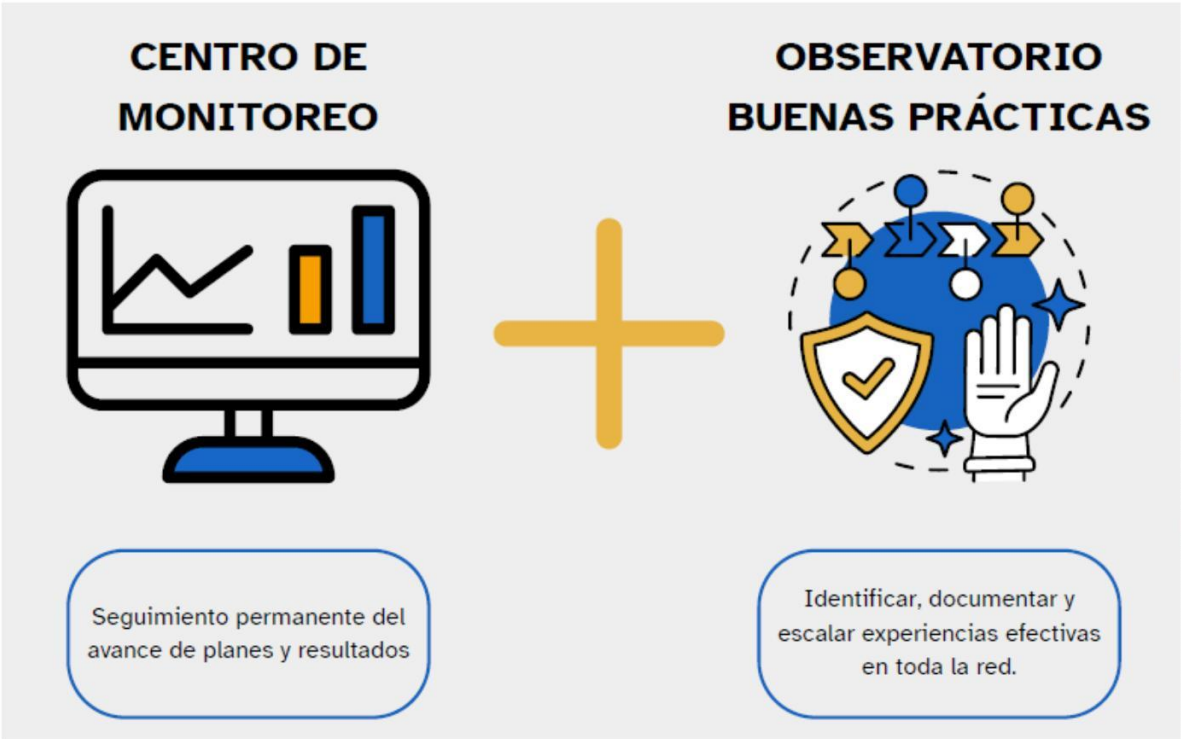 CENTRO DE
MONITOREO
OBSERVATORIO
BUENAS PRÁCTICAS
Seguimiento permanente del
avance de planes y resultados
Identificar, documentar y
escalar experiencias efectivas
en toda la red.